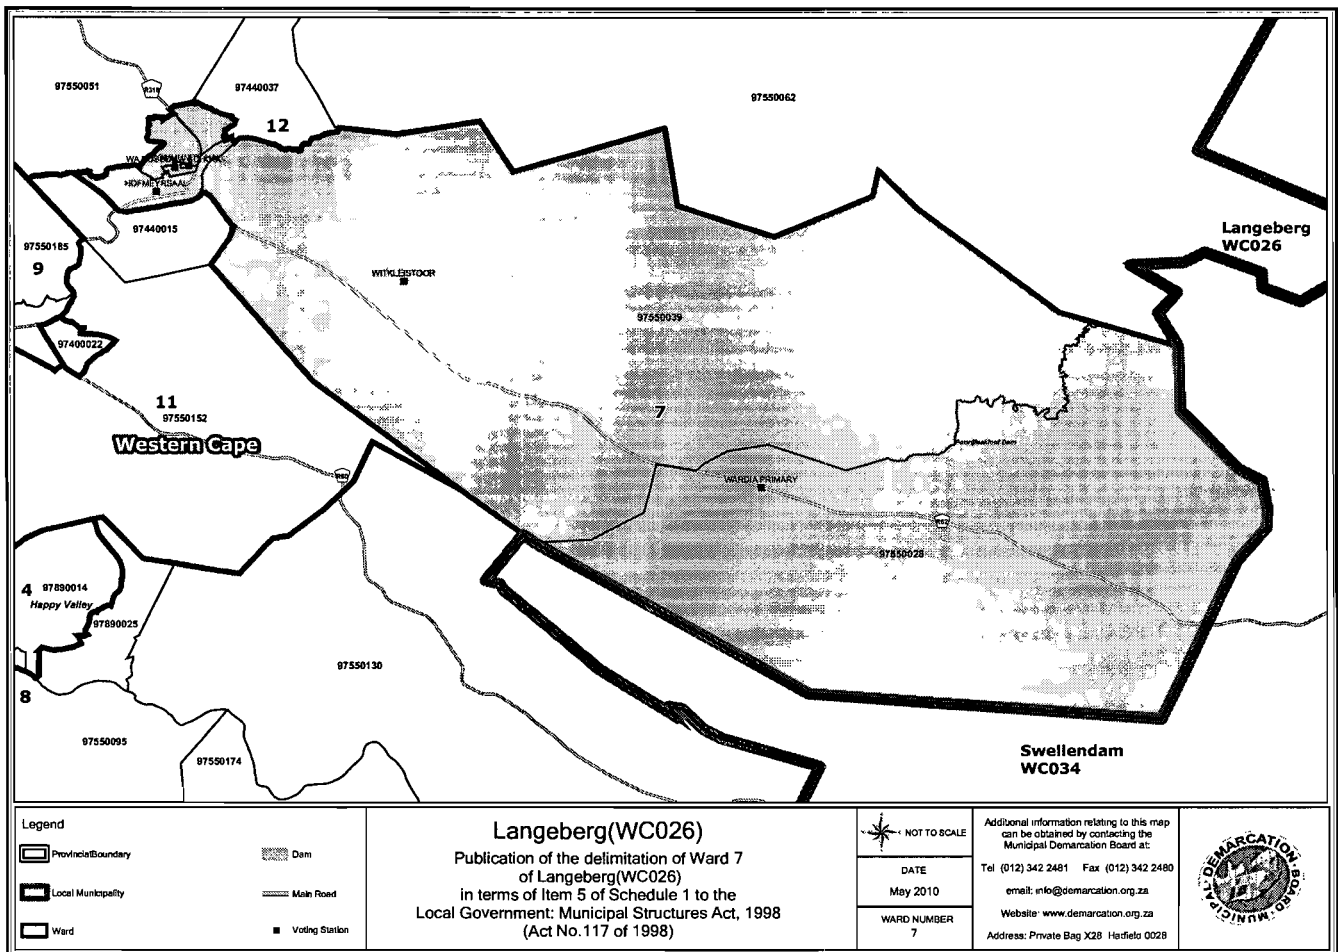 97550051
R318
97440037
97550062
12
HOFMEYRSAAL
97440015
97550185
9
Langeberg
WC026
WITKLEISTOOR
97550039
97400022
11
97550152
7
Western Cape
R60
WARDIA PRIMARY
R62
97550028
4
97890014
Happy Valley
97890025
97550130
8
97550095
97550174
Swellendam
WC034
Legend
ProvincialBoundary
Dam
Local Municipality
Main Road
Ward
Voting Station
Langeberg(WC026)
Publication of the delimitation of Ward 7
of Langeberg(WC026)
in terms of Item 5 of Schedule 1 to the
Local Government: Municipal Structures Act, 1998
(Act No.117 of 1998)
NOT TO SCALE
DATE
May 2010
WARD NUMBER
7
Additional information relating to this map
can be obtained by contacting the
Municipal Demarcation Board at:
Tel (012) 342 2481 Fax (012) 342 2480
email: info@demarcation.org.za
Website: www.demarcation.org.za
Address: Private Bag X28 Hatfield 0028
MUNICIPAL DEMARCATION BOARD